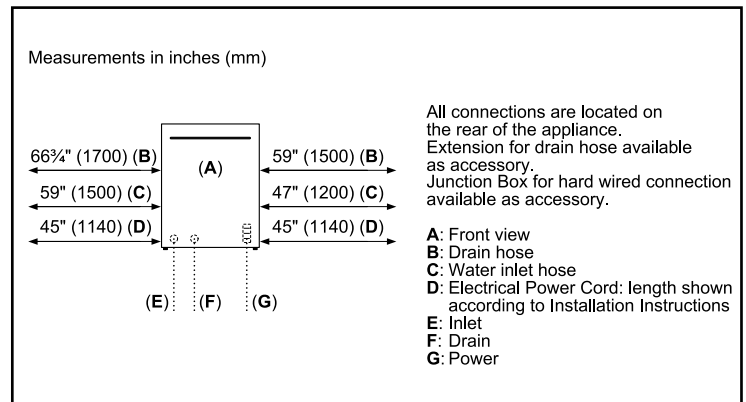 Measurements in inches (mm)
66¾" (1700) (B)
(A)
59" (1500) (B)
59" (1500) (C)
47" (1200) (C)
45" (1140) (D)
45" (1140) (D)
(E)
(F)
(G)
All connections are located on
the rear of the appliance.
Extension for drain hose available
as accessory.
Junction Box for hard wired connection
available as accessory.
A: Front view
B: Drain hose
C: Water inlet hose
D: Electrical Power Cord: length shown
according to Installation Instructions
E: Inlet
F: Drain
G: Power